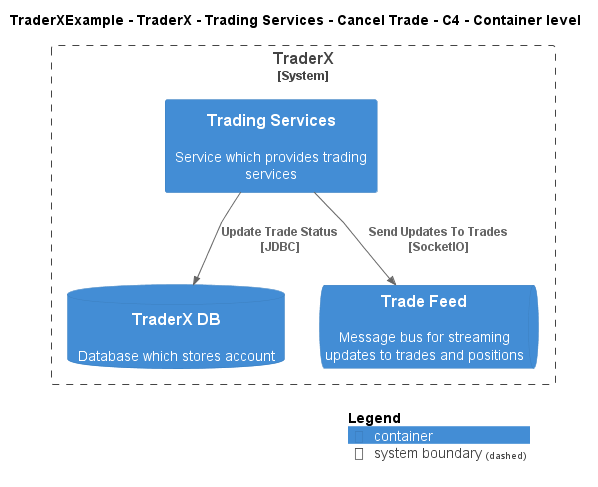 TraderXExample - TraderX - Trading Services - Cancel Trade - C4 - Container level
TraderX
[System]
Trading Services
Service which provides trading
services
Update Trade Status
[JDBC]
Send Updates To Trades
[SocketIO]
TraderX DB
Database which stores account
Trade Feed
Message bus for streaming
updates to trades and positions
Legend
container
system boundary (dashed)